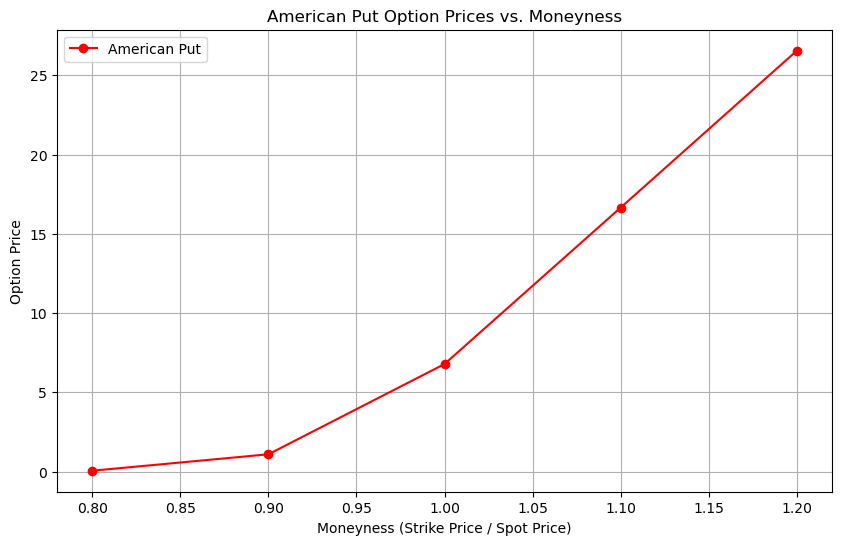 American Put Option Prices vs. Moneyness
American Put
Option Price
25
20
15
10
5
0
0.80 0.85 0.90 0.95 1.00 1.05 1.10 1.15 1.20
Moneyness (Strike Price / Spot Price)